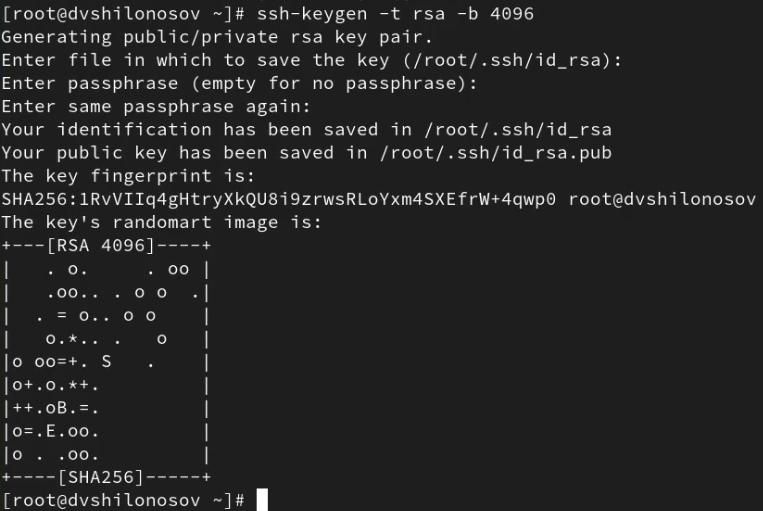 [root@dvshilonosov ~]# ssh-keygen -t rsa -b 4096
Generating public/private rsa key pair.
Enter file in which to save the key (/root/.ssh/id_rsa):
Enter passphrase (empty for no passphrase):
Enter same passphrase again:
Your identification has been saved in /root/.ssh/id_rsa
Your public key has been saved in /root/.ssh/id_rsa.pub
The key fingerprint is:
SHA256:1RvVIIq4gHtryXkQU8i9zrwsRLoYxm4SXEfrW+4qwp0 root@dvshilonosov
The key's randomart image is:
+---[RSA 4096]----+
|   . o.     . oo |
|   .oo.. . o o  .|
|  . = o.. o o    |
|   o.*.. .   o   |
|o oo=+. S   .    |
|o+.o.*+.         |
|++.oB.=.         |
|o=.E.oo.         |
|o . .oo.         |
+----[SHA256]-----+
[root@dvshilonosov ~]#